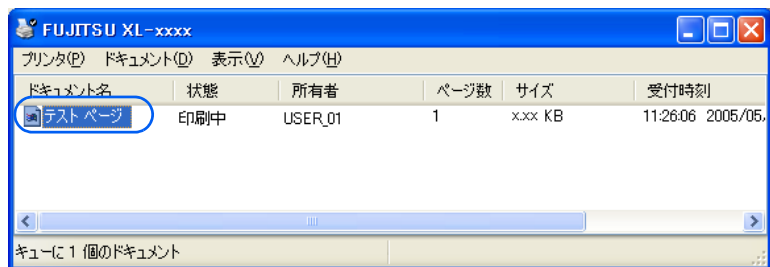 FUJITSU XL-xxxx
プリンタ(P) ドキュメント(D) 表示(V) ヘルプ(H)
ドキュメント名 状態 所有者 ページ数 サイズ 受付時刻
テスト ページ 印刷中 USER_01 1 x.xx KB 11:26:06 2005/05,
キューに 1 個のドキュメント